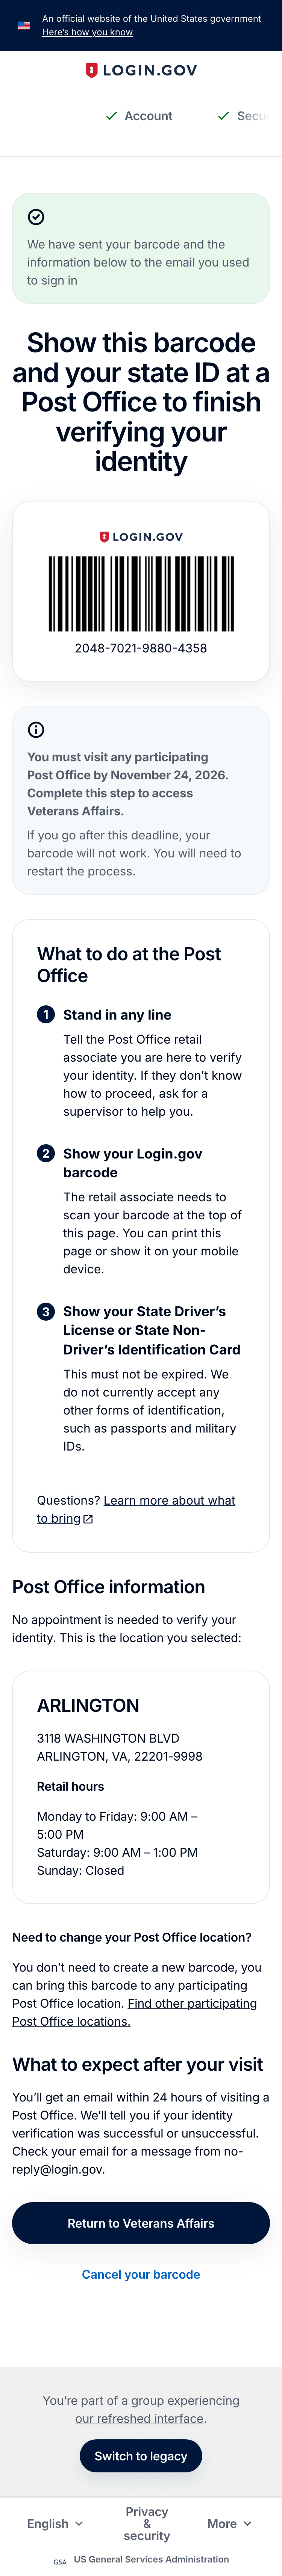 An official website of the United States government
Here’s how you know
LOGIN.GOV
Account
We have sent your barcode and the
information below to the email you used
to sign in
Show this barcode
and your state ID at a
Post Office to finish
verifying your
identity
LOGIN.GOV
2048-7021-9880-4358
You must visit any participating
Post Office by November 24, 2026.
Complete this step to access
Veterans Affairs.
If you go after this deadline, your
barcode will not work. You will need to
restart the process.
What to do at the Post
Office
1 Stand in any line
Tell the Post Office retail
associate you are here to verify
your identity. If they don’t know
how to proceed, ask for a
supervisor to help you.
2 Show your Login.gov
barcode
The retail associate needs to
scan your barcode at the top of
this page. You can print this
page or show it on your mobile
device.
3 Show your State Driver’s
License or State Non-
Driver’s Identification Card
This must not be expired. We
do not currently accept any
other forms of identification,
such as passports and military
IDs.
Questions? Learn more about what
to bring
Post Office information
No appointment is needed to verify your
identity. This is the location you selected:
ARLINGTON
3118 WASHINGTON BLVD
ARLINGTON, VA, 22201-9998
Retail hours
Monday to Friday: 9:00 AM –
5:00 PM
Saturday: 9:00 AM – 1:00 PM
Sunday: Closed
Need to change your Post Office location?
You don’t need to create a new barcode, you
can bring this barcode to any participating
Post Office location. Find other participating
Post Office locations.
What to expect after your visit
You’ll get an email within 24 hours of visiting a
Post Office. We’ll tell you if your identity
verification was successful or unsuccessful.
Check your email for a message from no-
reply@login.gov.
Return to Veterans Affairs
Cancel your barcode
You’re part of a group experiencing
our refreshed interface.
Switch to legacy
English
Privacy
&
security
More
GSA US General Services Administration